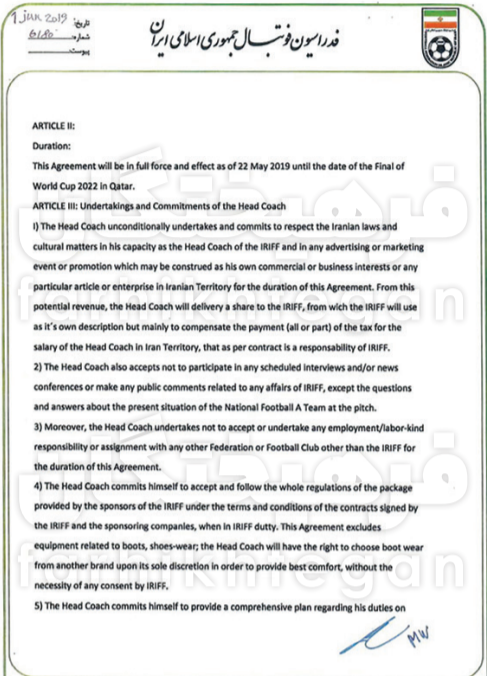 1 Jun 2019
تاریخ:
6180
شماره:
پیوست:
فدراسیون فوتبال جمهوری اسلامی ایران
ARTICLE II:
Duration:
This Agreement will be in full force and effect as of 22 May 2019 until the date of the Final of
World Cup 2022 in Qatar.
ARTICLE III: Undertakings and Commitments of the Head Coach
I) The Head Coach unconditionally undertakes and commits to respect the Iranian laws and
cultural matters in his capacity as the Head Coach of the IRIFF and in any advertising or marketing
event or promotion which may be construed as his own commercial or business interests or any
particular article or enterprise in Iranian Territory for the duration of this Agreement. From this
potential revenue, the Head Coach will delivery a share to the IRIFF, from wich the IRIFF will use
as it´s own description but mainly to compensate the payment (all or part) of the tax for the
salary of the Head Coach in Iran Territory, that as per contract is a responsability of IRIFF.
2) The Head Coach also accepts not to participate in any scheduled interviews and/or news
conferences or make any public comments related to any affairs of IRIFF, except the questions
and answers about the present situation of the National Football A Team at the pitch.
3) Moreover, the Head Coach undertakes not to accept or undertake any employment/labor-kind
responsibility or assignment with any other Federation or Football Club other than the IRIFF for
the duration of this Agreement.
4) The Head Coach commits himself to accept and follow the whole regulations of the package
provided by the sponsors of the IRIFF under the terms and conditions of the contracts signed by
the IRIFF and the sponsoring companies, when in IRIFF dutty. This Agreement excludes
equipment related to boots, shoes-wear; the Head Coach will have the right to choose boot wear
from another brand upon its sole discretion in order to provide best comfort, without the
necessity of any consent by IRIFF.
5) The Head Coach commits himself to provide a comprehensive plan regarding his duties on
MW
فرهیختگان
farhikhtegan
فرهیختگان
farhikhtegan